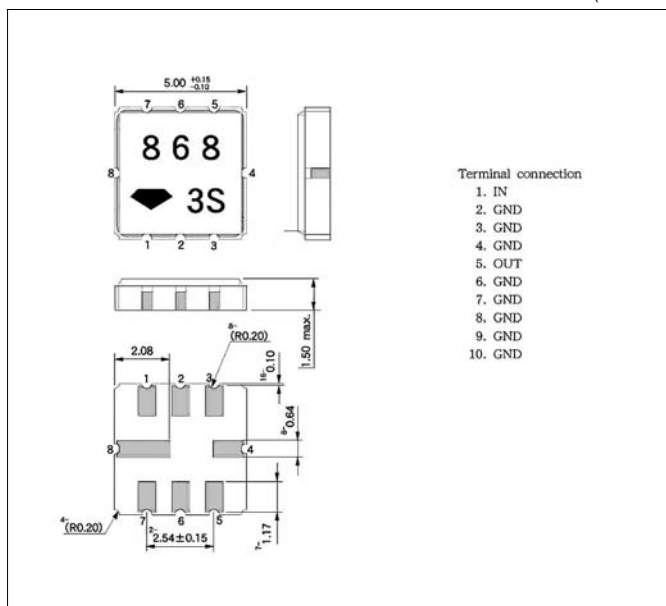 5.00 +0.15 -0.10
7 6 5
868
8 4
3S
1 2 3
1.50 max.
8- (R0.20)
2.08
16- 0.10
1 2 3
8- 0.64
8 4
4- (R0.20)
7 6 5
2- 2.54±0.15
7- 1.17
Terminal connection
1. IN
2. GND
3. GND
4. GND
5. OUT
6. GND
7. GND
8. GND
9. GND
10. GND